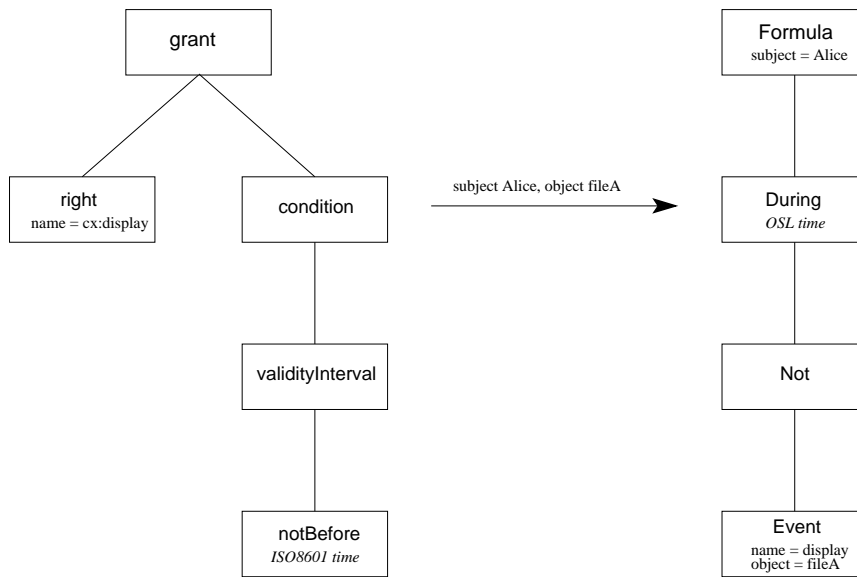 grant
right
name = cx:display
condition
validityInterval
notBefore
ISO8601 time
subject Alice, object fileA
Formula
subject = Alice
During
OSL time
Not
Event
name = display
object = fileA